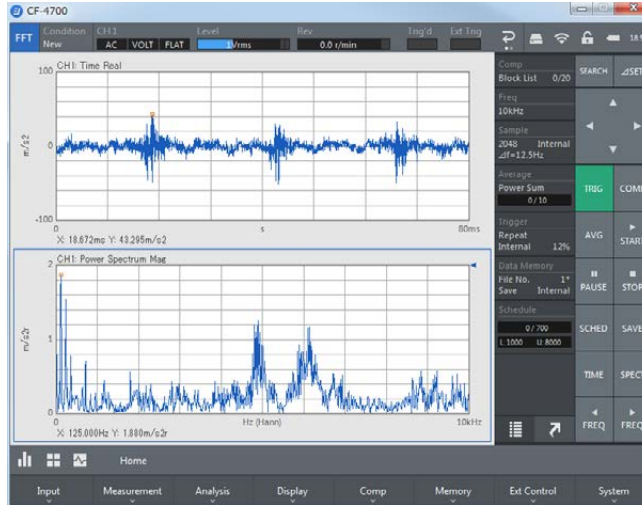 CF-4700
FFT
Condition
New
CH1
AC VOLT FLAT
Level
1Vrms
Rev
0.0 r/min
Trig'd
Ext Trig
CH1: Time Real
100
m/s2
-100
0
s
80ms
X: 18.672ms Y: 43.295m/s2
CH1: Power Spectrum Mag
2
1
m/s2r
0
0
Hz (Hann)
10kHz
X: 125.000Hz Y: 1.880m/s2r
Comp
Block List 0/20
Freq
10kHz
Sample
2048 Internal
⊿f=12.5Hz
Average
Power Sum
0/10
Trigger
Repeat
Internal 12%
Data Memory
File No. 1*
Save Internal
Schedule
0/700
L: 1000 U: 8000
SEARCH
⊿SET
TRIG
COMP
AVG
START
PAUSE
STOP
SCHED
SAVE
TIME
SPECT
FREQ
FREQ
Home
Input
Measurement
Analysis
Display
Comp
Memory
Ext Control
System